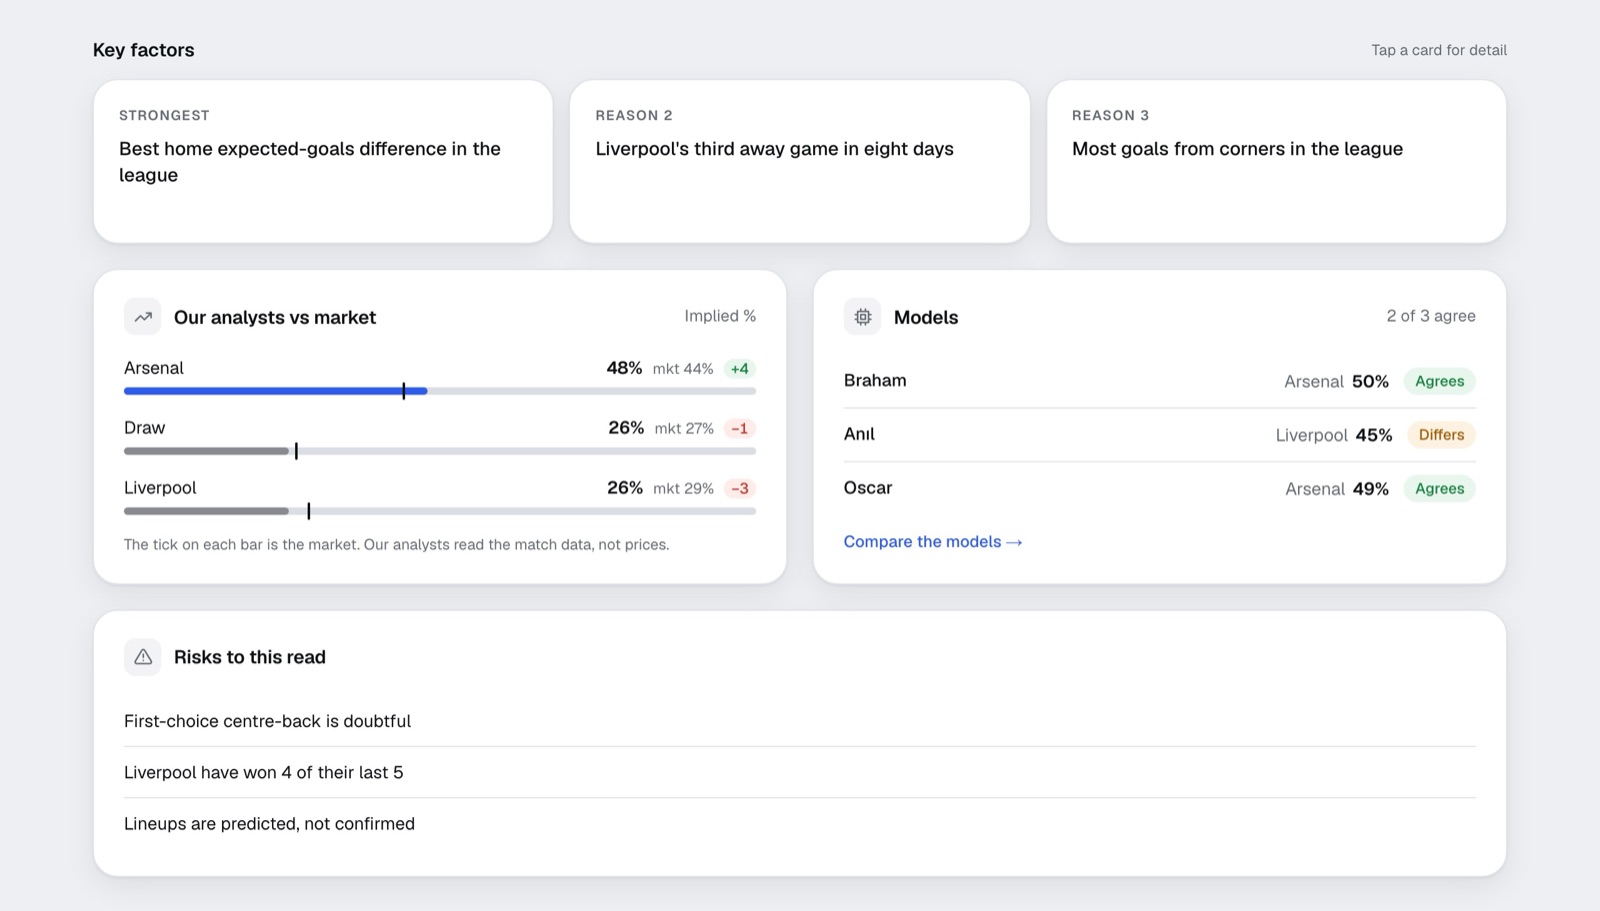 Key factors
Tap a card for detail
STRONGEST
Best home expected-goals difference in the
league
REASON 2
Liverpool's third away game in eight days
REASON 3
Most goals from corners in the league
Our analysts vs market
Implied %
Arsenal 48% mkt 44% +4
Draw 26% mkt 27% −1
Liverpool 26% mkt 29% −3
The tick on each bar is the market. Our analysts read the match data, not prices.
Models
2 of 3 agree
Braham Arsenal 50% Agrees
Anıl Liverpool 45% Differs
Oscar Arsenal 49% Agrees
Compare the models →
Risks to this read
First-choice centre-back is doubtful
Liverpool have won 4 of their last 5
Lineups are predicted, not confirmed